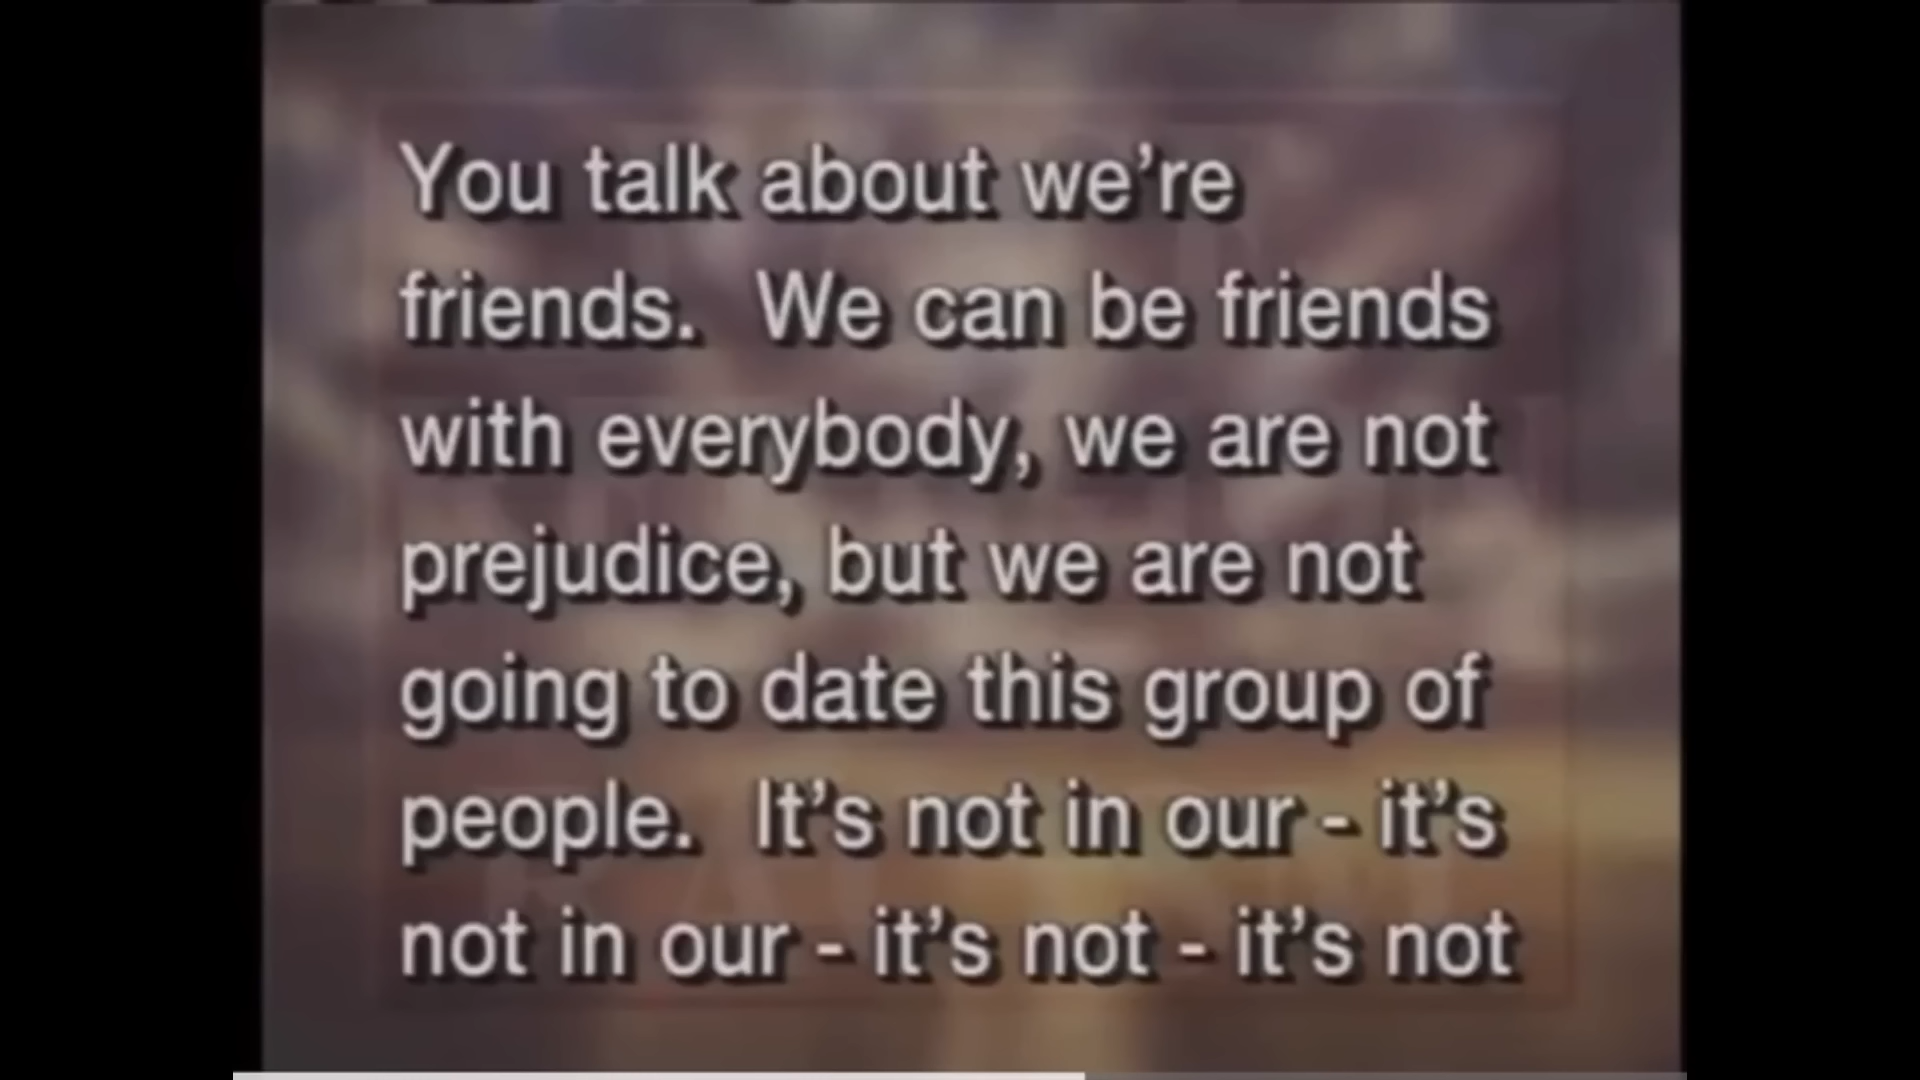 You talk about we're
friends.  We can be friends
with everybody, we are not
prejudice, but we are not
going to date this group of
people.  It's not in our - it's
not in our - it's not - it's not